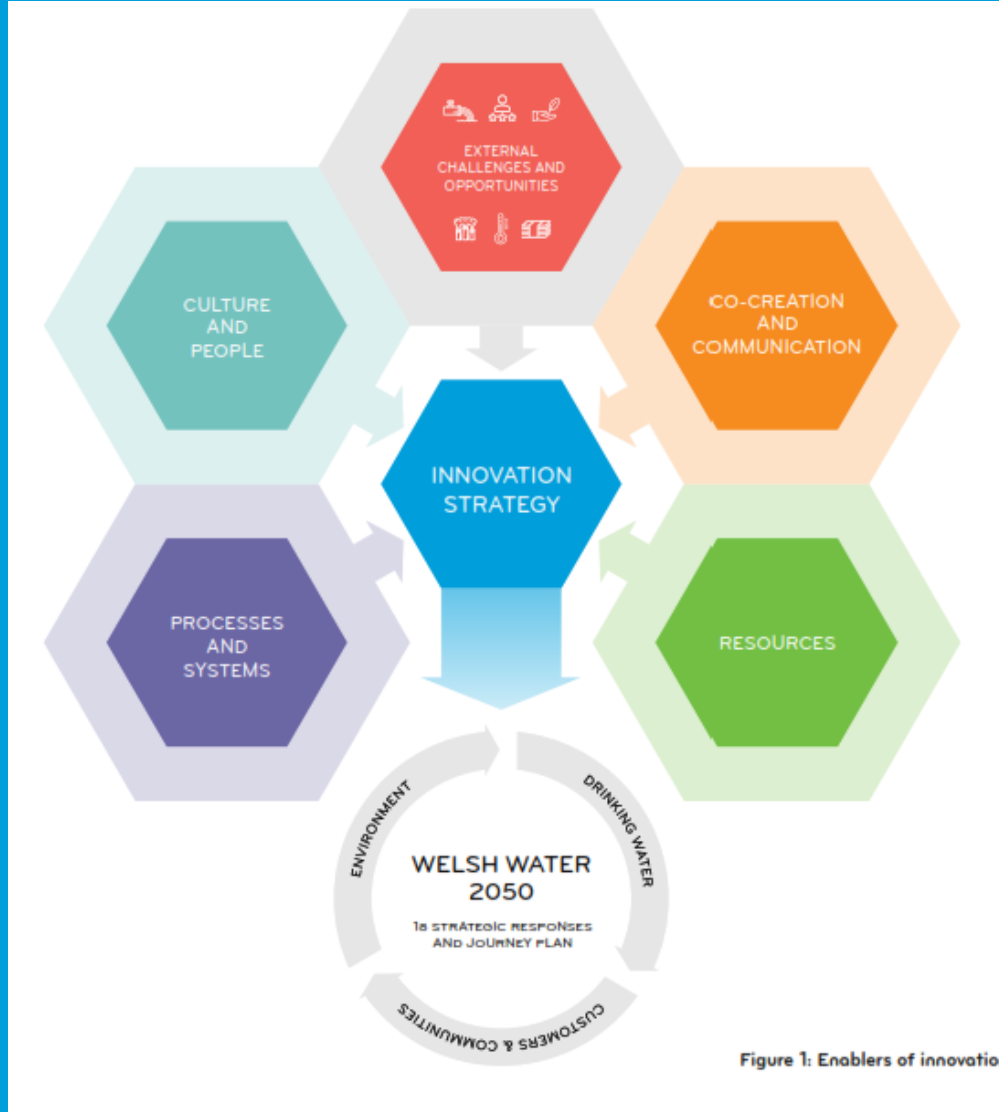 EXTERNAL
CHALLENGES AND
OPPORTUNITIES
CULTURE
AND
PEOPLE
CO-CREATION
AND
COMMUNICATION
INNOVATION
STRATEGY
PROCESSES
AND
SYSTEMS
RESOURCES
ENVIRONMENT
DRINKING WATER
WELSH WATER
2050
18 STRATEGIC RESPONSES
AND JOURNEY PLAN
CUSTOMERS & COMMUNITIES
Figure 1: Enablers of innovatio